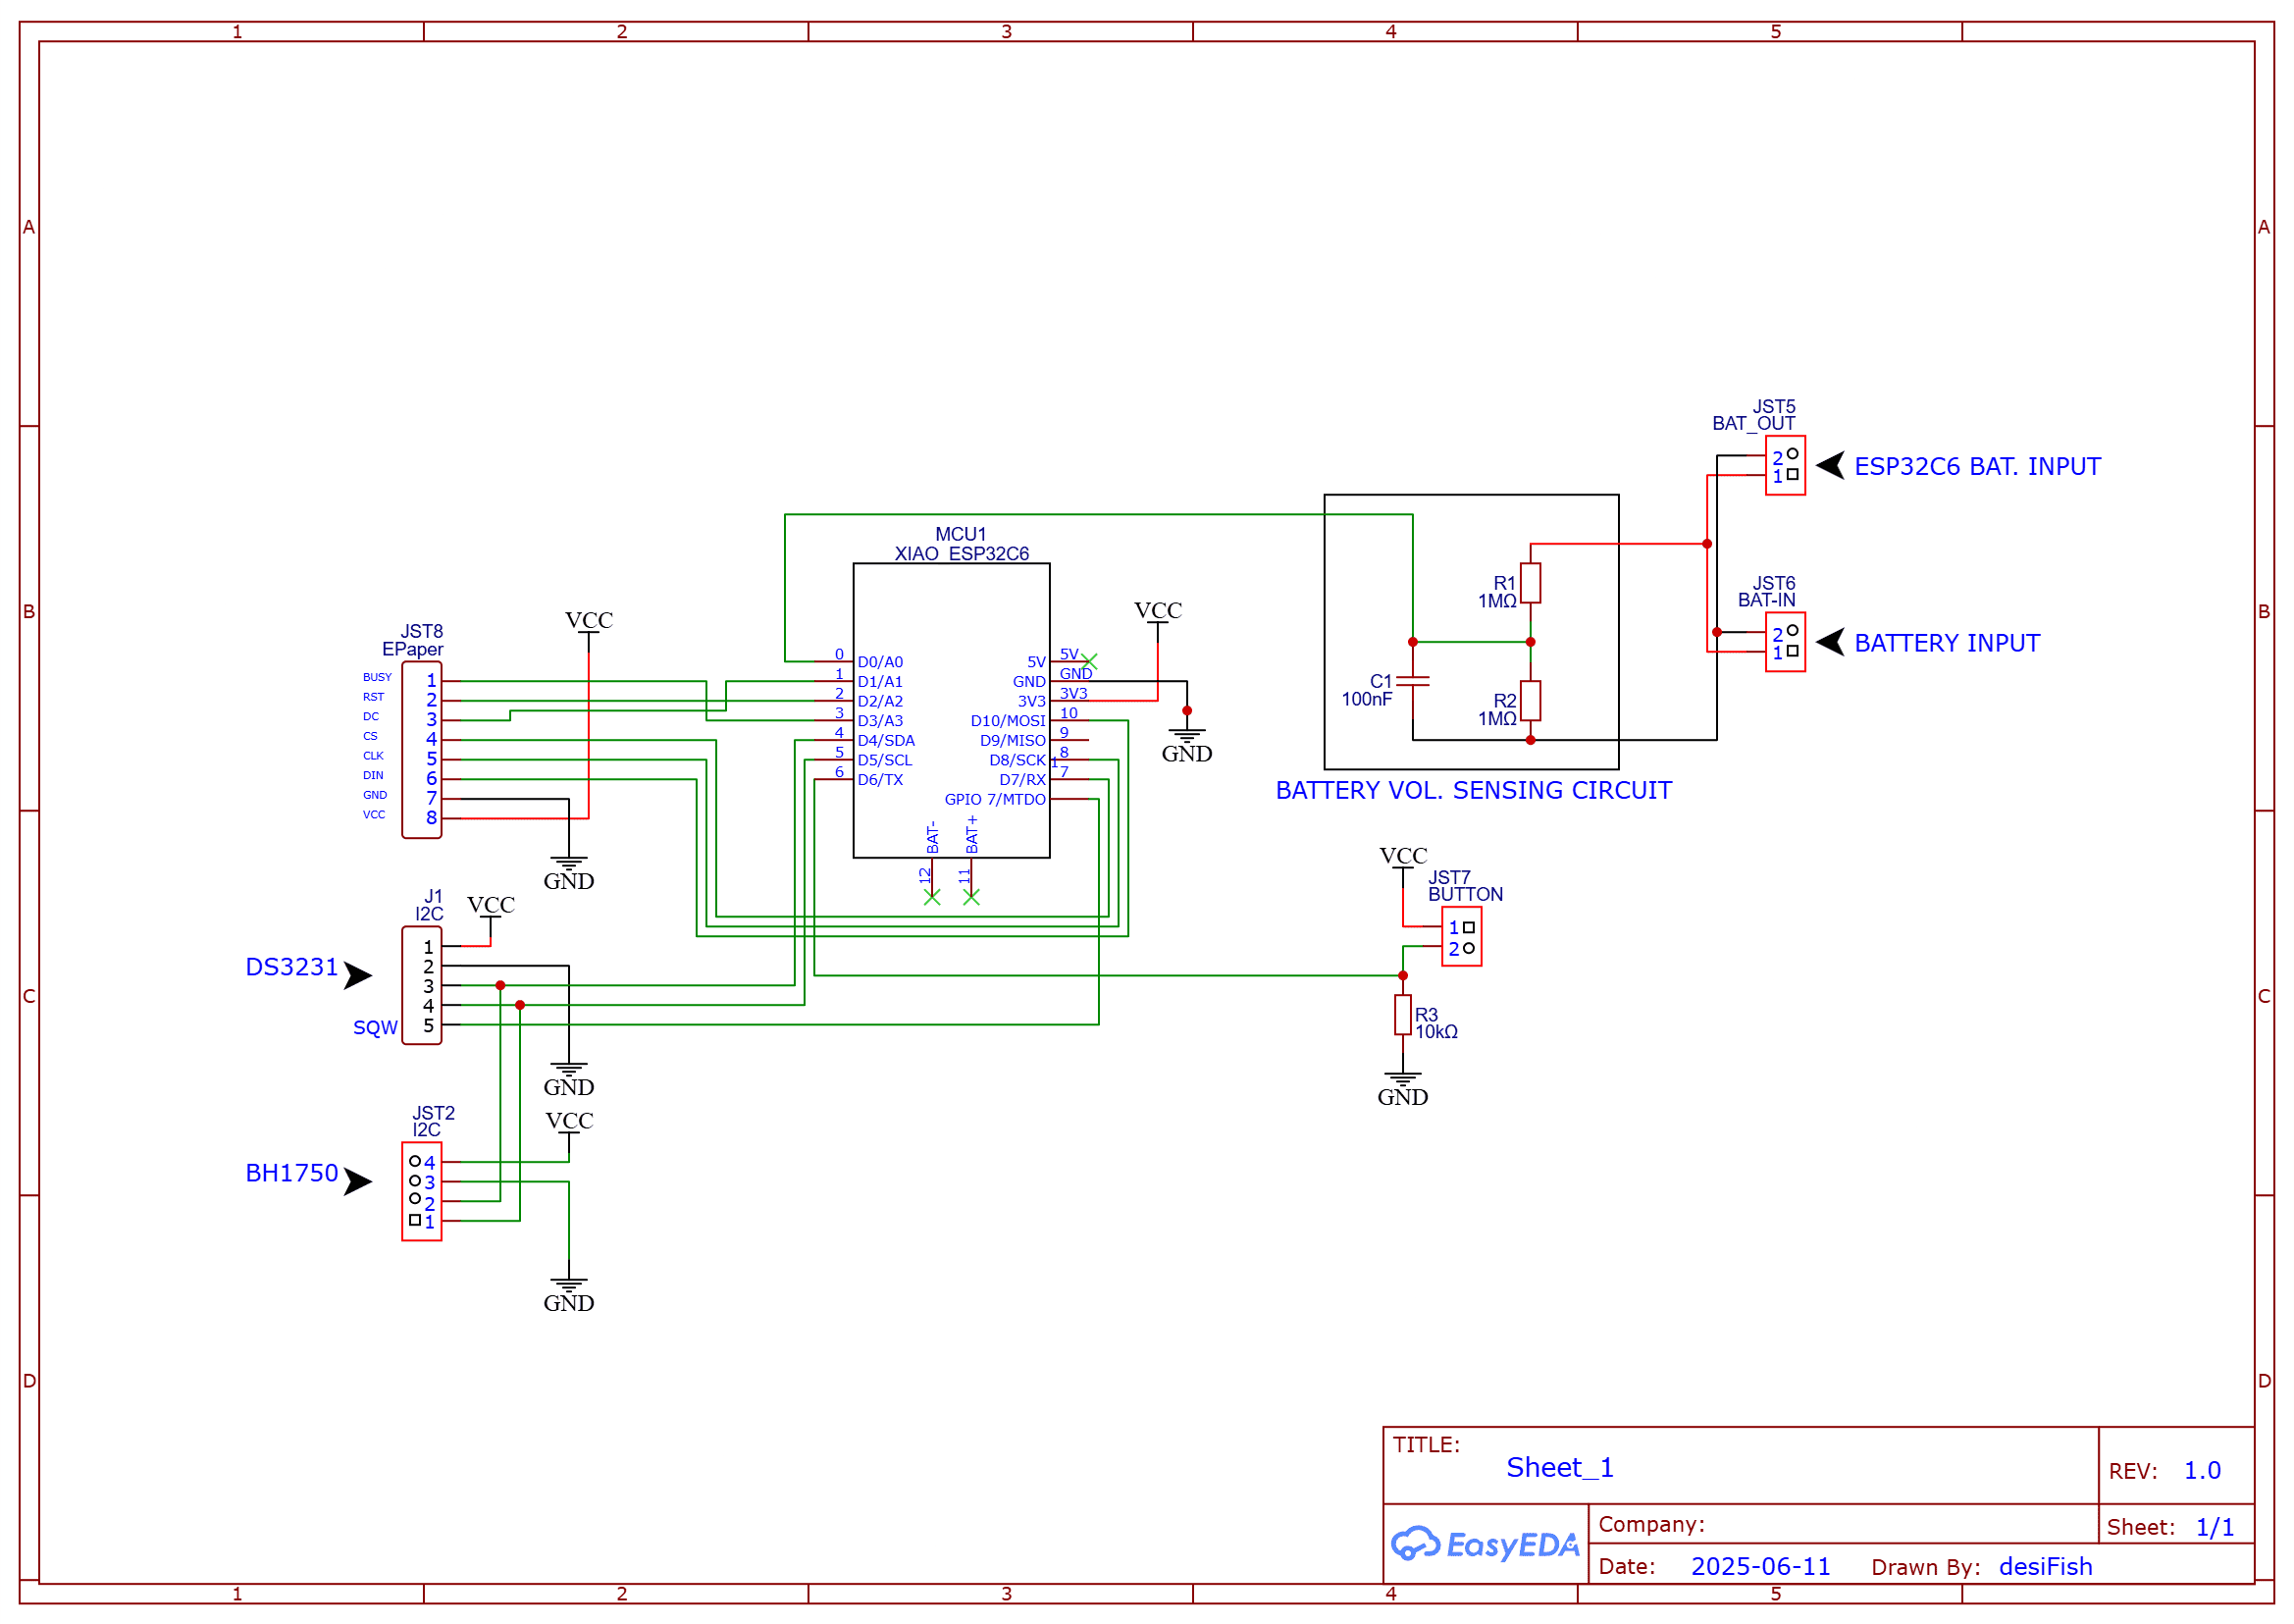 1 2 3 4 5
A A
JST5
BAT_OUT
2
1
ESP32C6 BAT. INPUT
MCU1
XIAO ESP32C6
JST6
BAT-IN
2
1
BATTERY INPUT
R1
1MΩ
C1
100nF
R2
1MΩ
BATTERY VOL. SENSING CIRCUIT
B B
VCC
VCC
JST8
EPaper
BUSY 1
RST 2
DC 3
CS 4
CLK 5
DIN 6
GND 7
VCC 8
GND
0 D0/A0
1 D1/A1
2 D2/A2
3 D3/A3
4 D4/SDA
5 D5/SCL
6 D6/TX
5V 5V
GND GND
3V3 3V3
D10/MOSI 10
D9/MISO 9
D8/SCK 8
D7/RX 7
GPIO 7/MTDO 1
BAT- 12
BAT+ 11
GND
VCC
JST7
BUTTON
1
2
R3
10kΩ
GND
C C
J1
I2C
VCC
DS3231
1
2
3
4
SQW 5
GND
JST2
I2C
VCC
BH1750
4
3
2
1
GND
D D
TITLE:
Sheet_1
REV: 1.0
EasyEDA
Company:
Sheet: 1/1
Date: 2025-06-11 Drawn By: desiFish
1 2 3 4 5